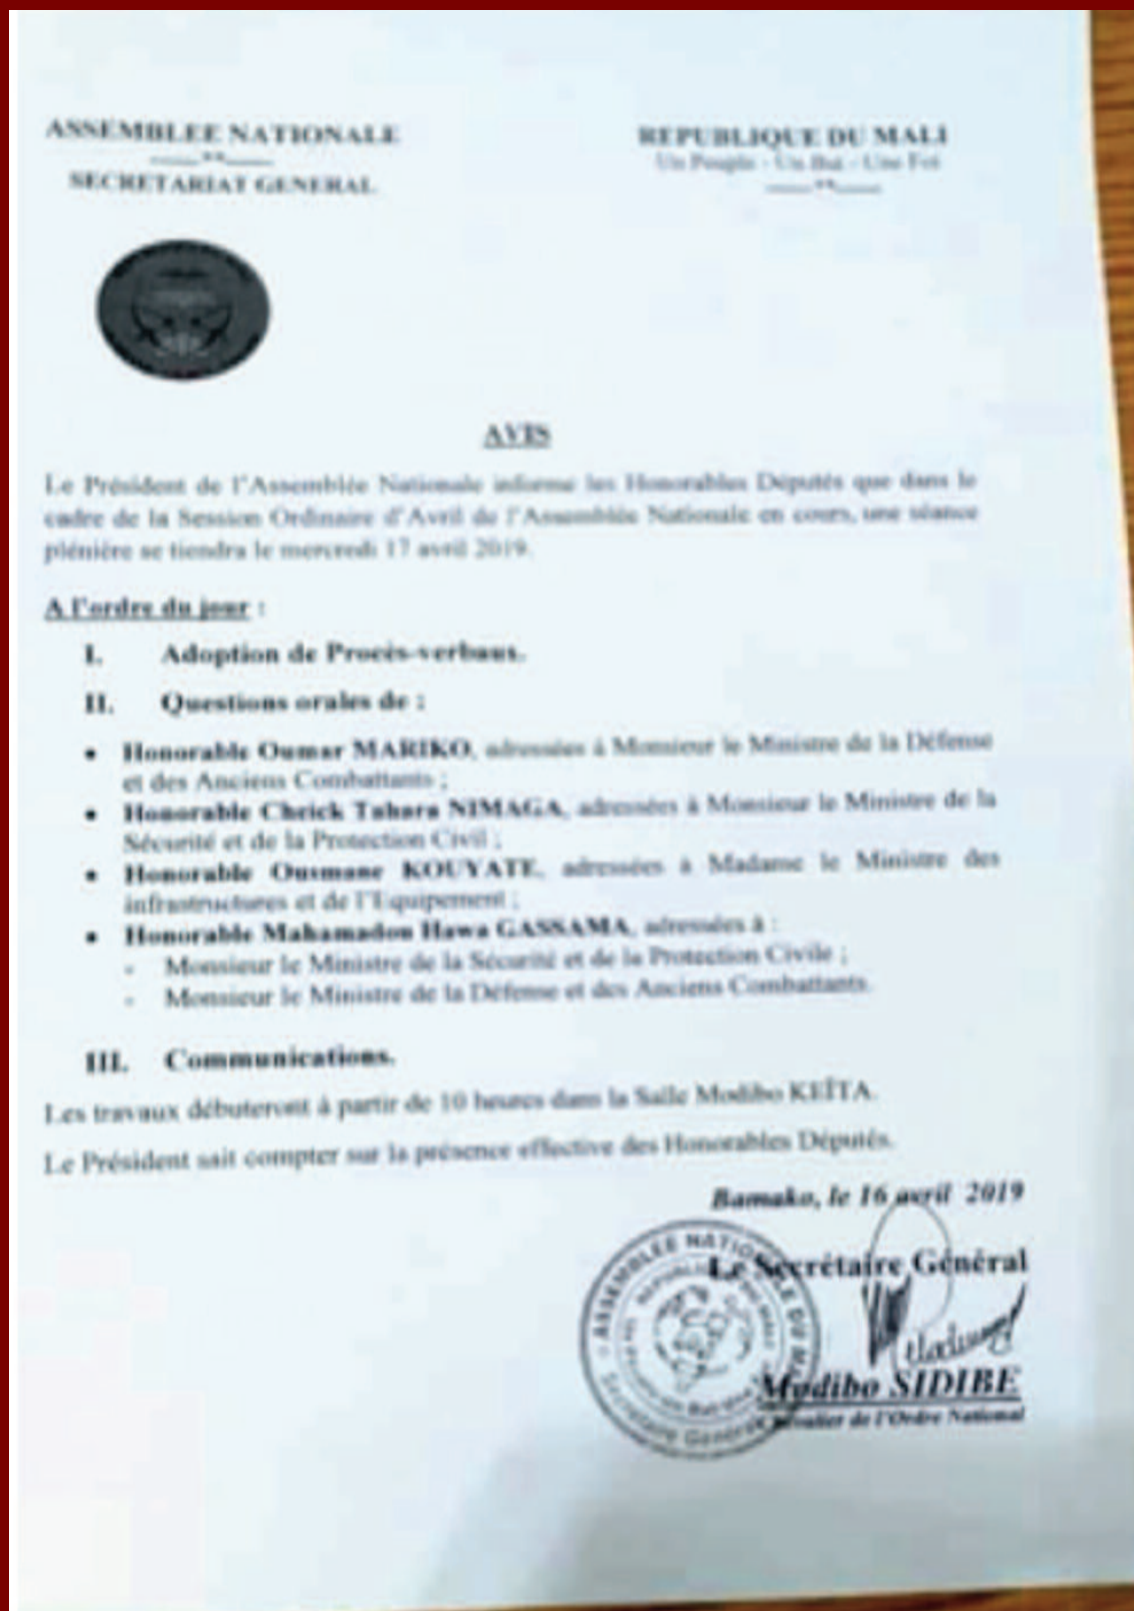 ASSEMBLEE NATIONALE
SECRETARIAT GENERAL
REPUBLIQUE DU MALI
Un Peuple - Un But - Une Foi
AVIS
Le Président de l'Assemblée Nationale informe les Honorables Députés que dans le
cadre de la Session Ordinaire d'Avril de l'Assemblée Nationale en cours, une séance
plénière se tiendra le mercredi 17 avril 2019.
A l'ordre du jour :
I. Adoption de Procès-verbaux.
II. Questions orales de :
• Honorable Oumar MARIKO, adressées à Monsieur le Ministre de la Défense
et des Anciens Combattants ;
• Honorable Cheick Tahara NIMAGA, adressées à Monsieur le Ministre de la
Sécurité et de la Protection Civil ;
• Honorable Ousmane KOUYATE, adressées à Madame le Ministre des
infrastructures et de l'Equipement ;
• Honorable Mahamadou Hawa GASSAMA, adressées à :
- Monsieur le Ministre de la Sécurité et de la Protection Civile ;
- Monsieur le Ministre de la Défense et des Anciens Combattants.
III. Communications.
Les travaux débuteront à partir de 10 heures dans la Salle Modibo KEÏTA.
Le Président sait compter sur la présence effective des Honorables Députés.
Bamako, le 16 avril 2019
Le Secrétaire Général
ASSEMBLEE NATIONALE DU MALI
REPUBLIQUE DU MALI
Secrétaire Général
Modibo SIDIBE
Chevalier de l'Ordre National